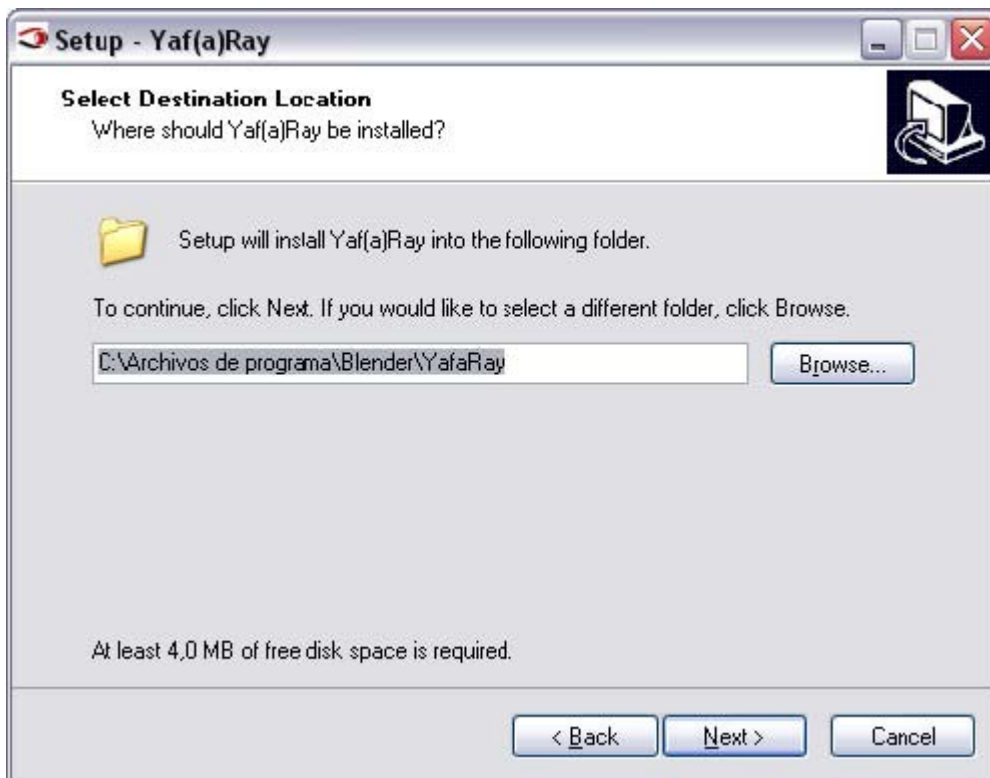 Setup - Yaf(a)Ray
Select Destination Location
Where should Yaf(a)Ray be installed?
Setup will install Yaf(a)Ray into the following folder.
To continue, click Next. If you would like to select a different folder, click Browse.
C:\Archivos de programa\Blender\YafaRay
Browse...
At least 4,0 MB of free disk space is required.
< Back
Next >
Cancel